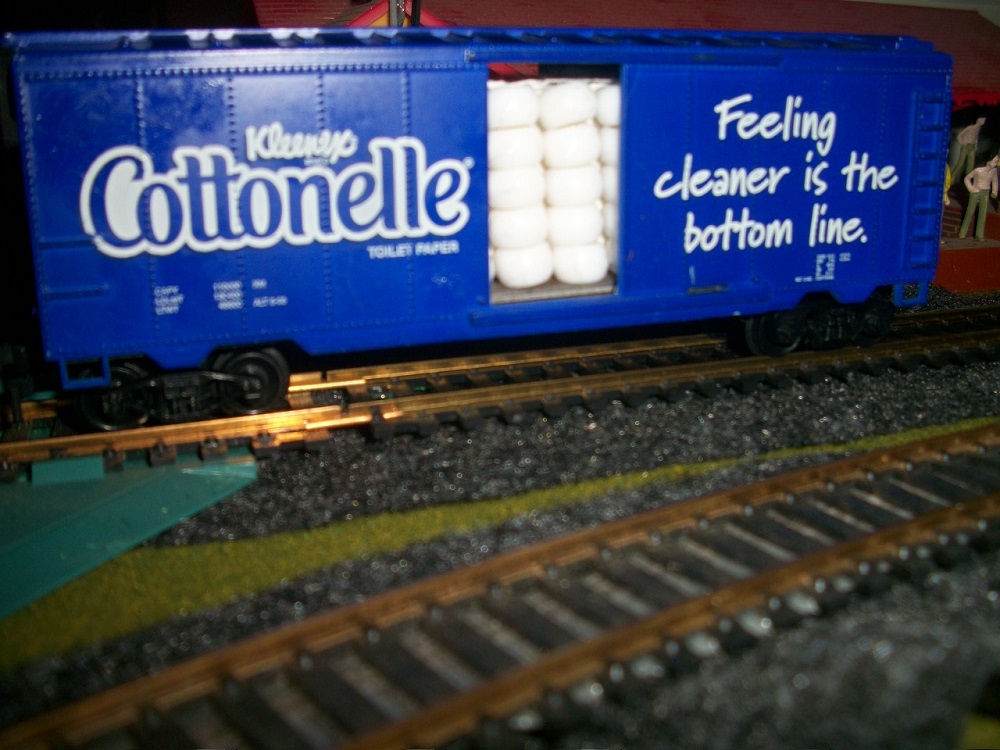 Kleenex
Cottonelle
TOILET PAPER
Feeling
cleaner is the
bottom line.